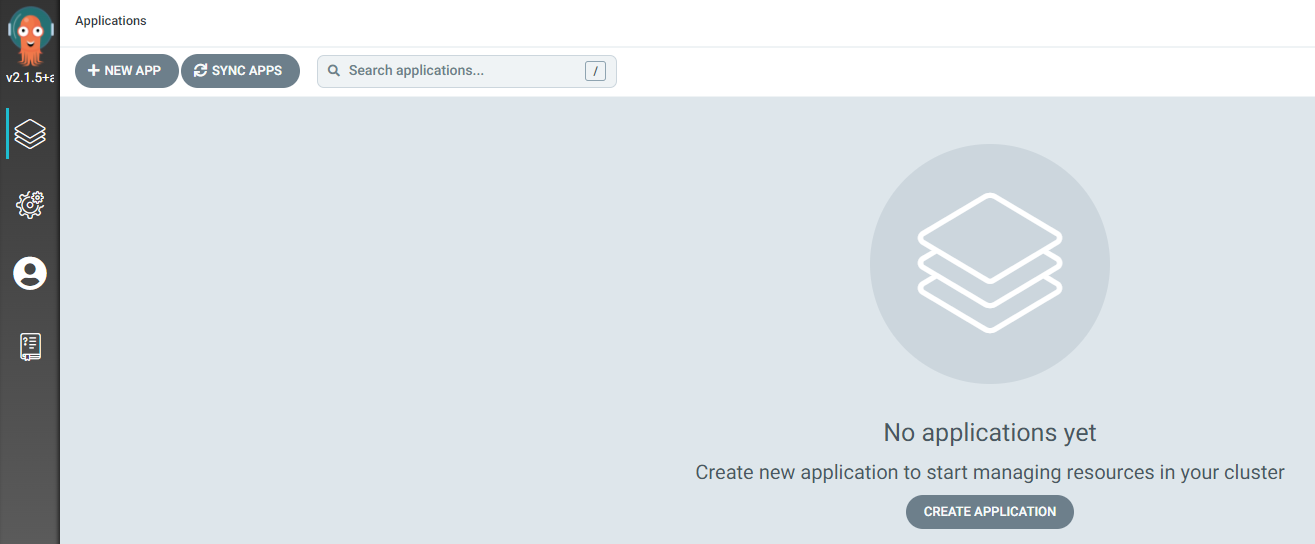 Applications
v2.1.5+a
NEW APP SYNC APPS Search applications... /
No applications yet
Create new application to start managing resources in your cluster
CREATE APPLICATION